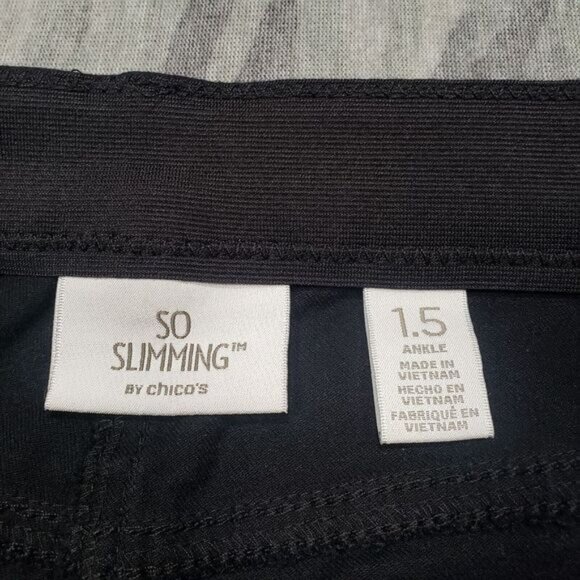 SO
SLIMMING™
BY chico's
1.5
ANKLE
MADE IN
VIETNAM
HECHO EN
VIETNAM
FABRIQUÉ EN
VIETNAM